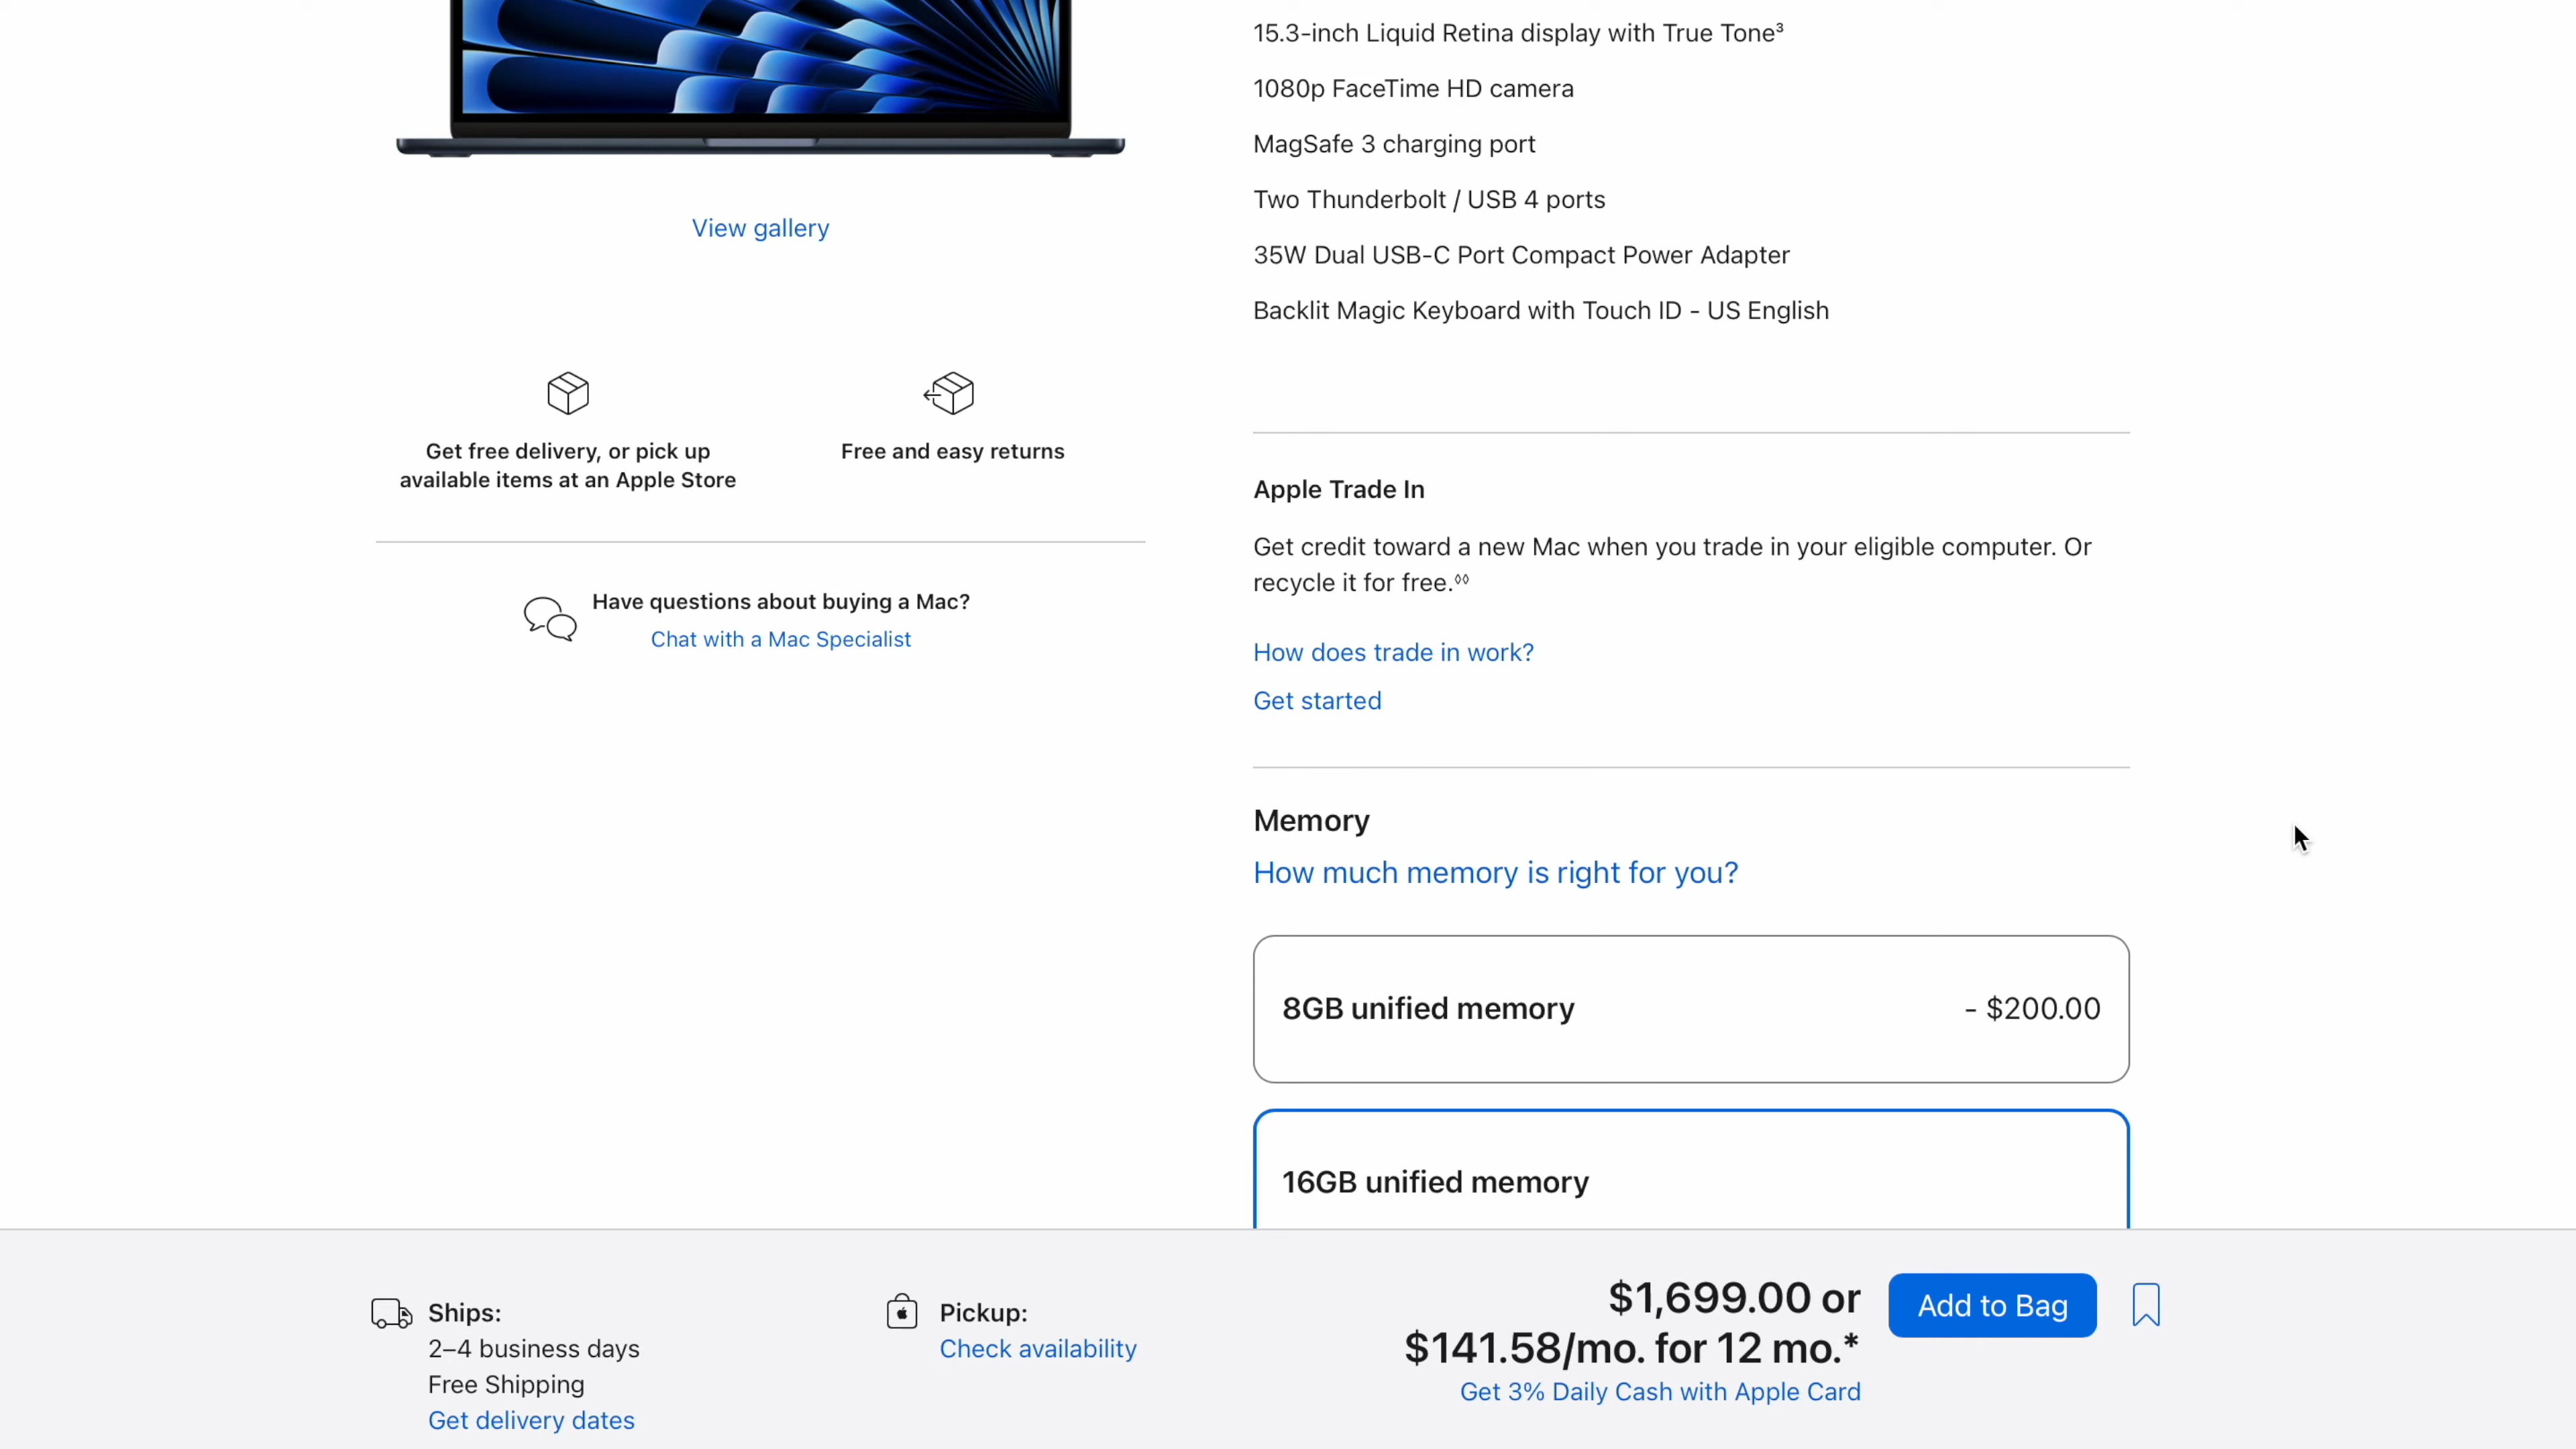 15.3-inch Liquid Retina display with True Tone³
1080p FaceTime HD camera
MagSafe 3 charging port
Two Thunderbolt / USB 4 ports
35W Dual USB-C Port Compact Power Adapter
Backlit Magic Keyboard with Touch ID - US English
View gallery
Get free delivery, or pick up
available items at an Apple Store
Free and easy returns
Have questions about buying a Mac?
Chat with a Mac Specialist
Apple Trade In
Get credit toward a new Mac when you trade in your eligible computer. Or
recycle it for free.◊◊
How does trade in work?
Get started
Memory
How much memory is right for you?
8GB unified memory - $200.00
16GB unified memory
Ships:
2–4 business days
Free Shipping
Get delivery dates
Pickup:
Check availability
$1,699.00 or
$141.58/mo. for 12 mo.*
Get 3% Daily Cash with Apple Card
Add to Bag